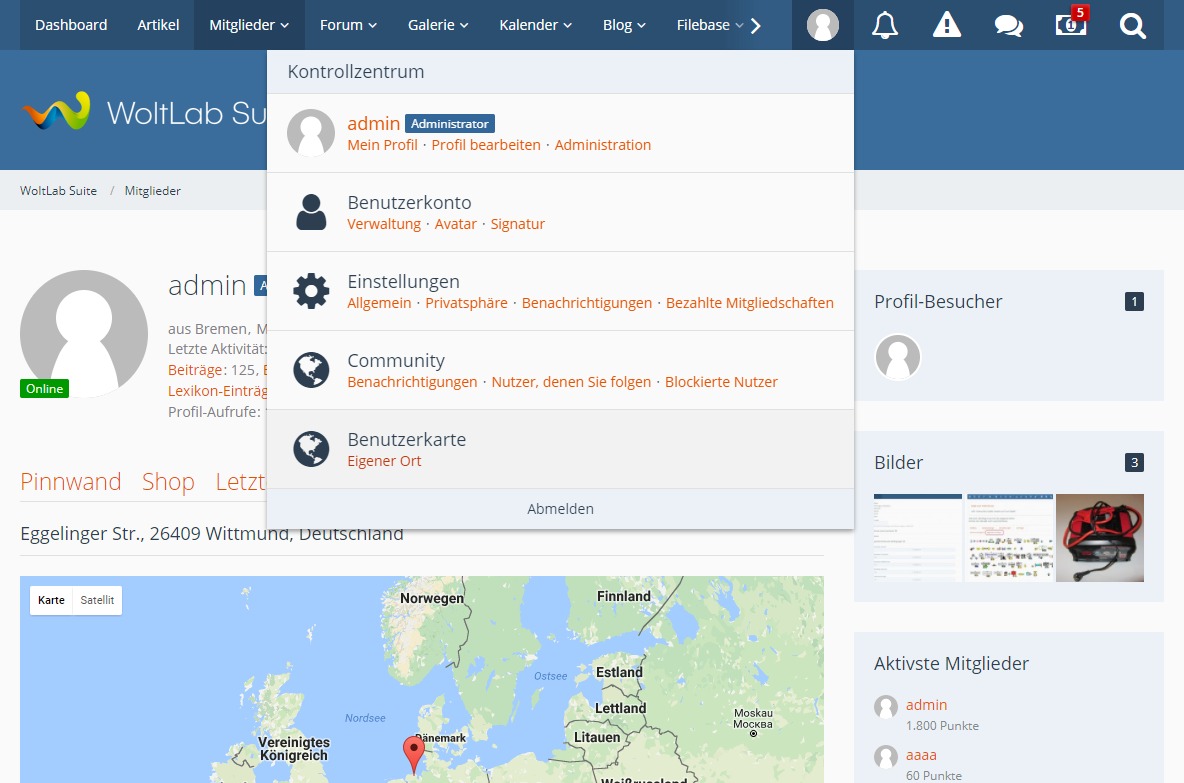 Dashboard Artikel Mitglieder Forum Galerie Kalender Blog Filebase 5
Kontrollzentrum
WoltLab Su
admin Administrator
Mein Profil · Profil bearbeiten · Administration
WoltLab Suite / Mitglieder
Benutzerkonto
Verwaltung · Avatar · Signatur
admin A
Einstellungen
Allgemein · Privatsphäre · Benachrichtigungen · Bezahlte Mitgliedschaften
Profil-Besucher 1
aus Bremen, M
Letzte Aktivität:
Beiträge: 125,
Online
Lexikon-Einträg
Profil-Aufrufe:
Community
Benachrichtigungen · Nutzer, denen Sie folgen · Blockierte Nutzer
Benutzerkarte
Eigener Ort
Bilder 3
Pinnwand Shop Letzt
Abmelden
Eggelinger Str., 26409 Wittmund, Deutschland
Karte Satellit
Norwegen
Finnland
Ostsee
Estland
Lettland
Nordsee
Moskau
Москва
Litauen
Dänemark
Vereinigtes
Königreich
Weißrussland
Aktivste Mitglieder
admin
1.800 Punkte
aaaa
60 Punkte